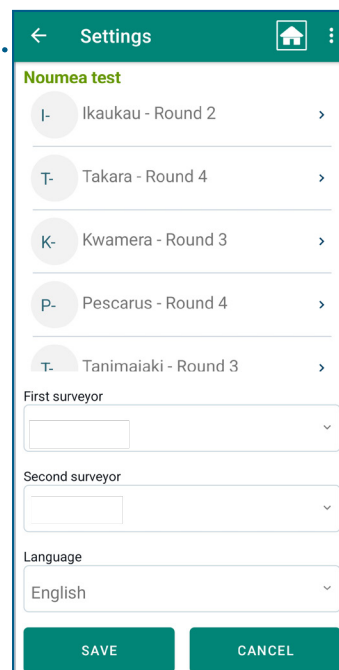 Settings
Noumea test
I- Ikaukau - Round 2
T- Takara - Round 4
K- Kwamera - Round 3
P- Pescarus - Round 4
T- Tanimaiaki - Round 3
First surveyor
Second surveyor
Language
English
SAVE CANCEL